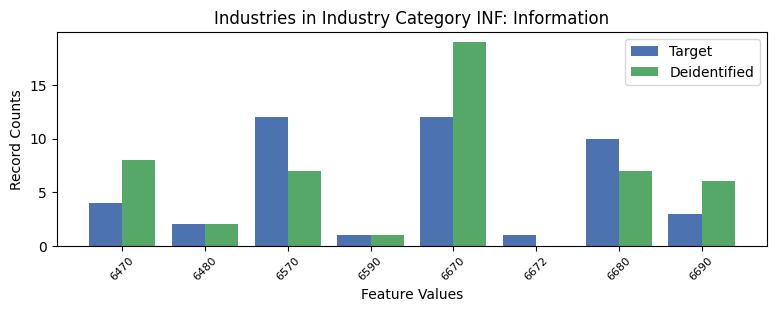 Industries in Industry Category INF: Information
Target
Deidentified
Record Counts
15
10
5
0
6470 6480 6570 6590 6670 6672 6680 6690
Feature Values